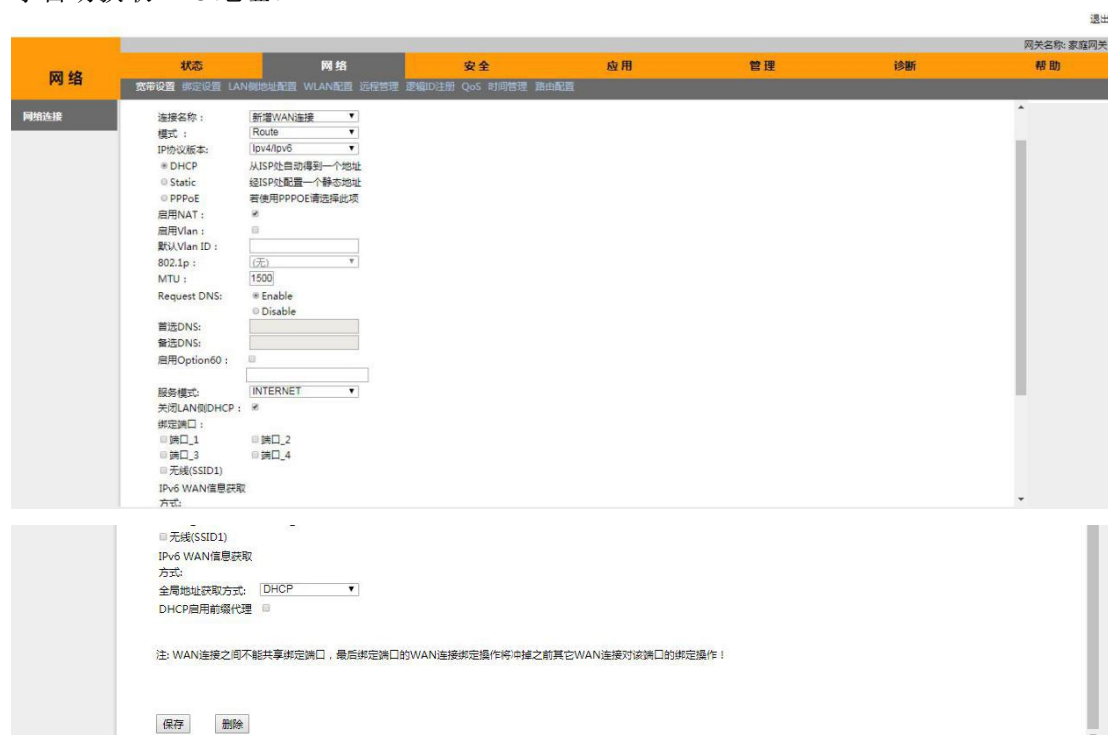 退出
网关名称: 家庭网关
网络
状态 网络 安全 应用 管理 诊断 帮助
宽带设置 绑定设置 LAN侧地址配置 WLAN配置 远程管理 逻辑ID注册 QoS 时间管理 路由配置
网络连接
连接名称： 新增WAN连接
模式 ： Route
IP协议版本: Ipv4/Ipv6
DHCP 从ISP处自动得到一个地址
Static 经ISP处配置一个静态地址
PPPoE 若使用PPPOE请选择此项
启用NAT：
启用Vlan：
默认Vlan ID：
802.1p： (无)
MTU： 1500
Request DNS: Enable
Disable
首选DNS:
备选DNS:
启用Option60：
服务模式: INTERNET
关闭LAN侧DHCP：
绑定端口：
端口_1 端口_2
端口_3 端口_4
无线(SSID1)
IPv6 WAN信息获取
方式:
无线(SSID1)
IPv6 WAN信息获取
方式:
全局地址获取方式: DHCP
DHCP启用前缀代理
注: WAN连接之间不能共享绑定端口，最后绑定端口的WAN连接绑定操作将冲掉之前其它WAN连接对该端口的绑定操作！
保存 删除